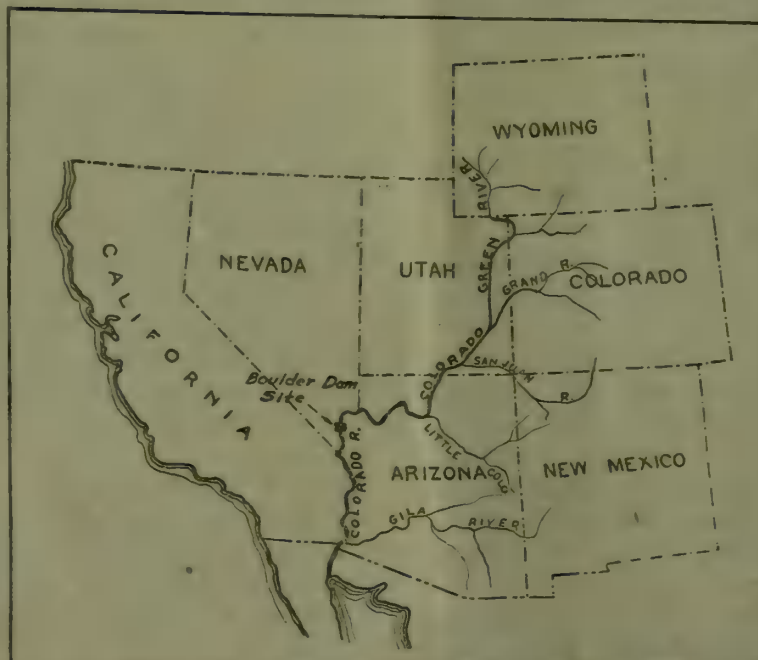 WYOMING
GREEN RIVER
CALIFORNIA
NEVADA
UTAH
GRAND R.
COLORADO
COLORADO
SAN JUAN R.
Boulder Dam
Site
LITTLE COLO
COLORADO R.
ARIZONA
NEW MEXICO
GILA RIVER